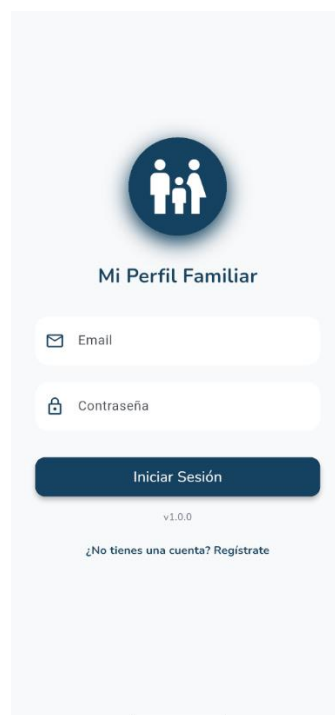 Mi Perfil Familiar
Email
Contraseña
Iniciar Sesión
v1.0.0
¿No tienes una cuenta? Regístrate